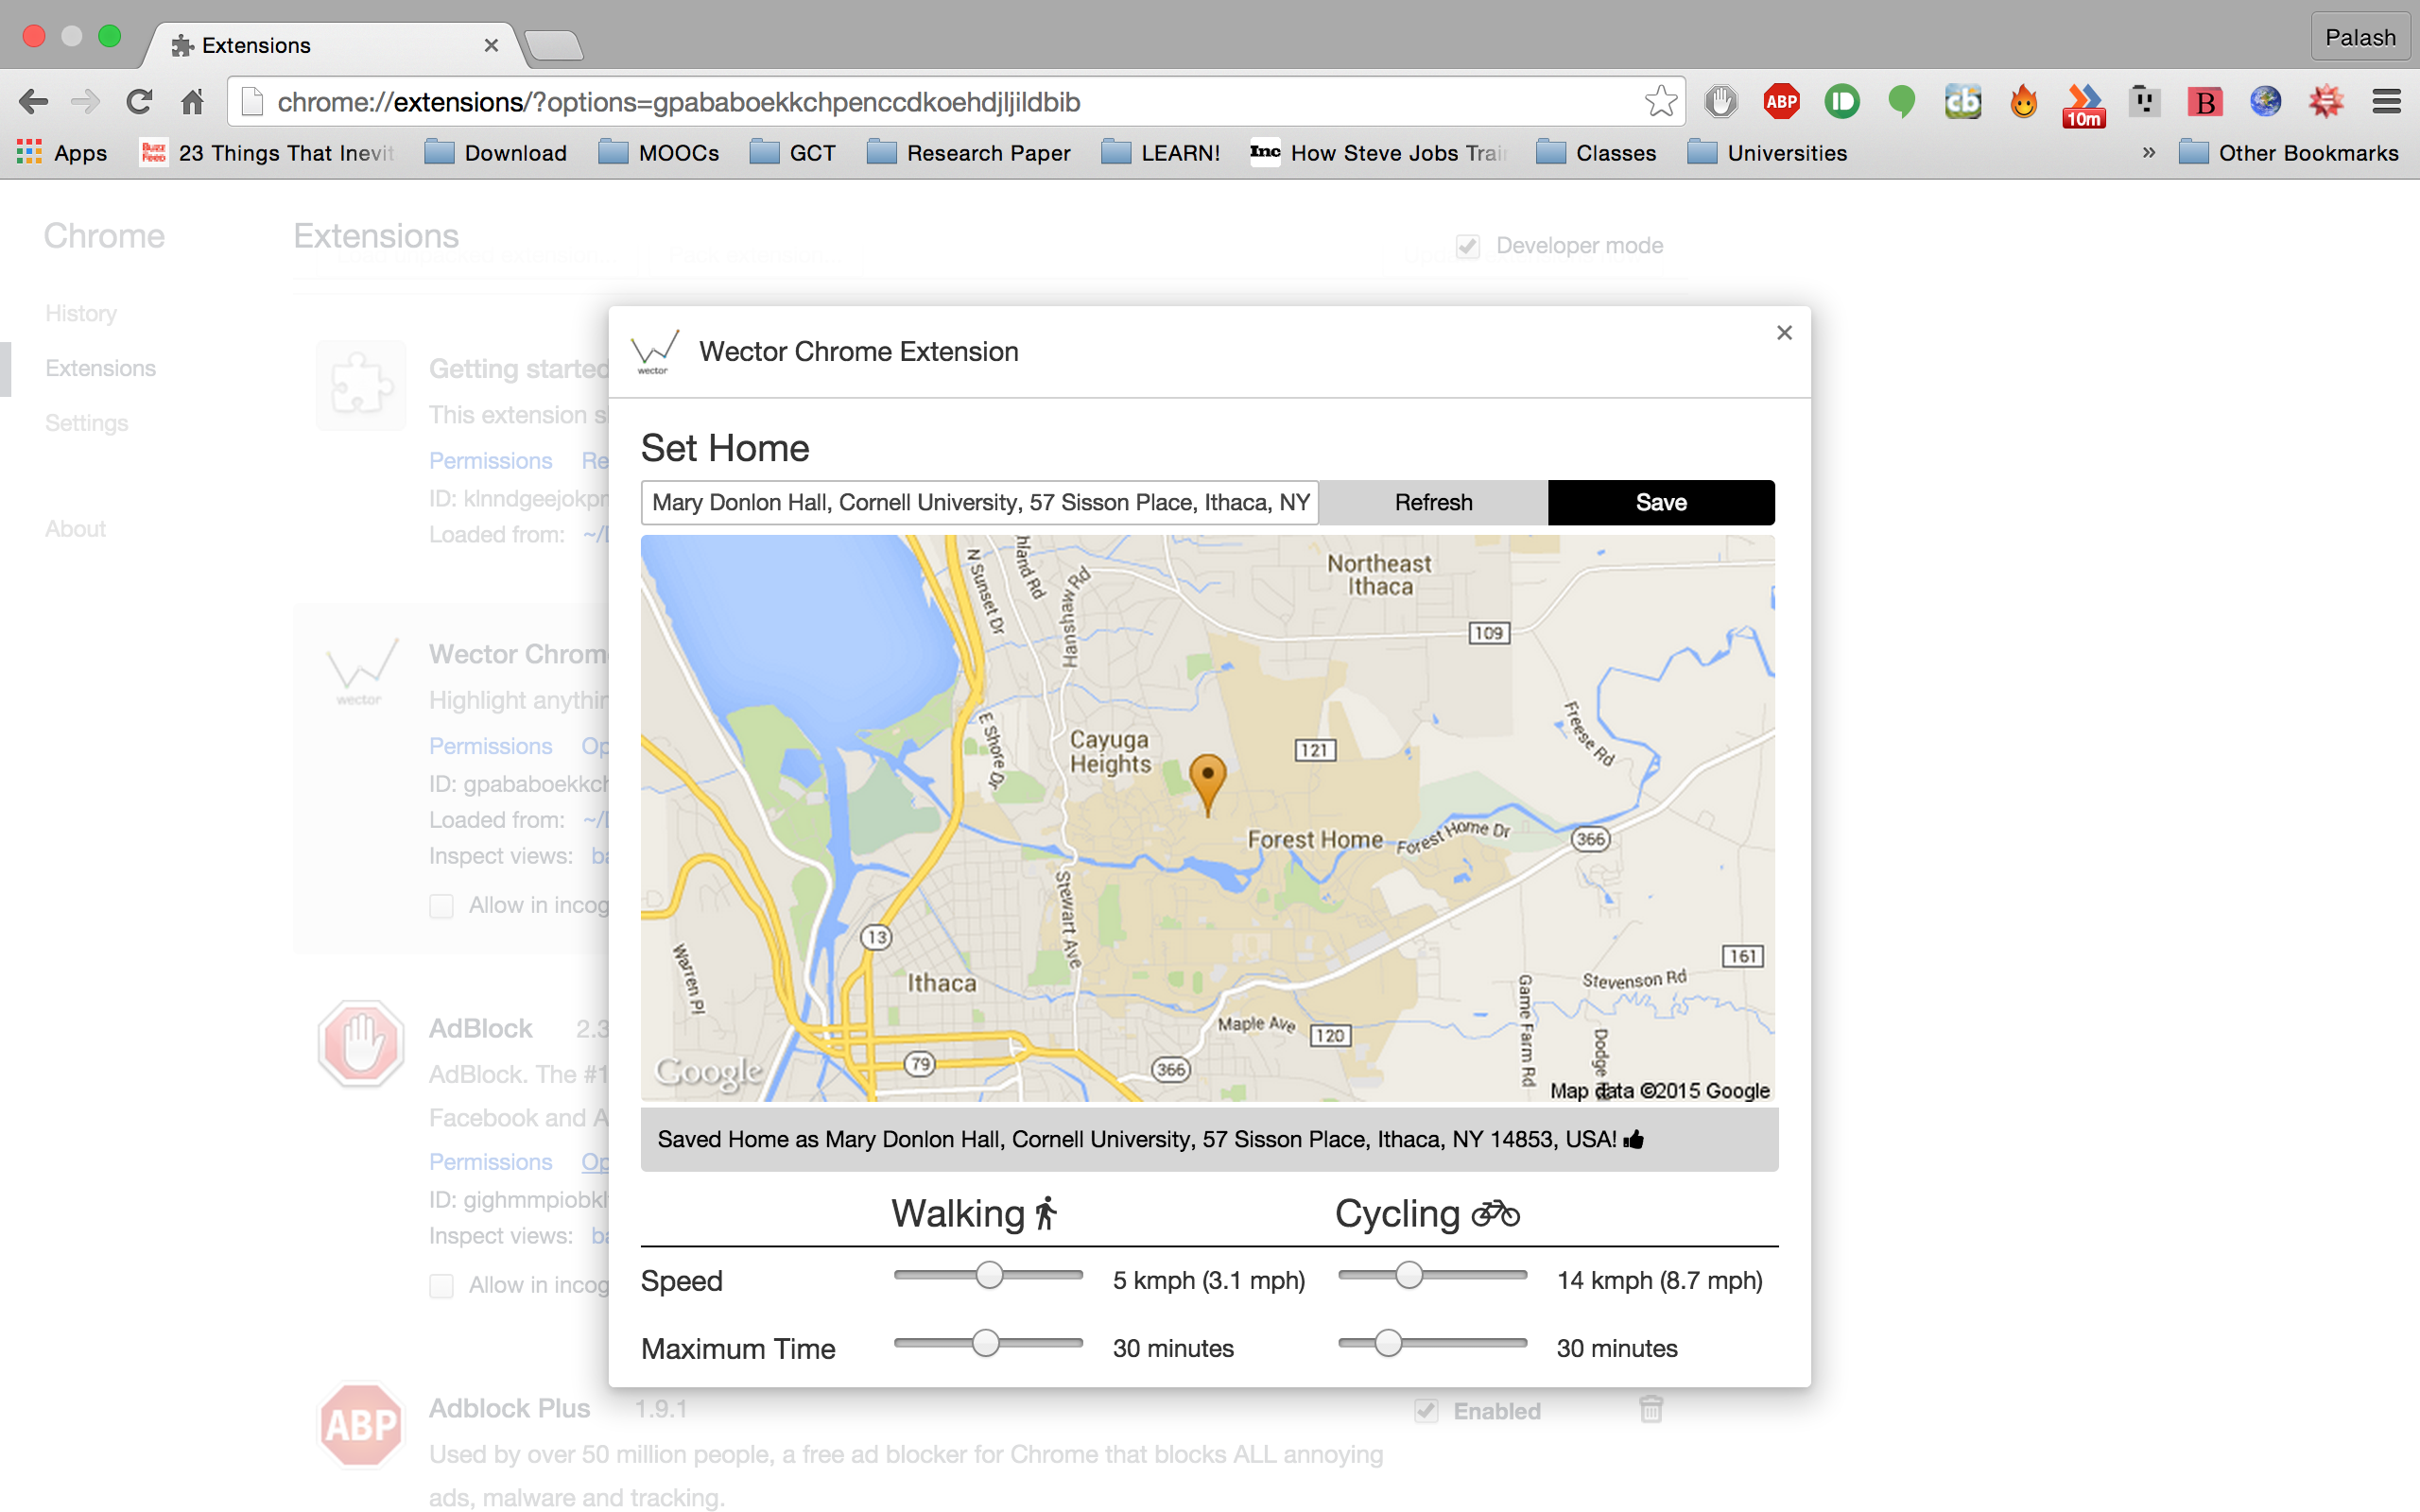 Extensions
Palash
chrome://extensions/?options=gpababoekkchpenccdkoehdjljildbib
ABP
cb
10m
B
Apps
Buzz Feed
23 Things That Inevit
Download
MOOCs
GCT
Research Paper
LEARN!
Inc
How Steve Jobs Trai
Classes
Universities
»
Other Bookmarks
Chrome
Extensions
Developer mode
History
Extensions
Settings
About
Getting started
This extension s
Permissions
Re
ID: klnndgeejokpn
Loaded from:
wector
Wector Chrom
Highlight anythin
Permissions
Op
ID: gpababoekkch
Loaded from:
Inspect views: ba
Allow in incog
AdBlock 2.3
AdBlock. The #1
Facebook and A
Permissions
Op
ID: gighmmpiobkl
Inspect views: ba
Allow in incog
ABP
Adblock Plus 1.9.1
Enabled
Used by over 50 million people, a free ad blocker for Chrome that blocks ALL annoying
ads, malware and tracking.
wector
Wector Chrome Extension
Set Home
Mary Donlon Hall, Cornell University, 57 Sisson Place, Ithaca, NY
Refresh
Save
N Sunset Dr
hland Rd
Hanshaw Rd
Northeast
Ithaca
109
Freese Rd
E Shore Dr
Cayuga
Heights
121
Forest Home
Forest Home Dr
366
Stewart Ave
13
Warren Pl
Ithaca
161
Stevenson Rd
Game Farm Rd
Dodge
Maple Ave
120
79
366
Google
Map data ©2015 Google
Saved Home as Mary Donlon Hall, Cornell University, 57 Sisson Place, Ithaca, NY 14853, USA!
Walking
Cycling
Speed
5 kmph (3.1 mph)
14 kmph (8.7 mph)
Maximum Time
30 minutes
30 minutes